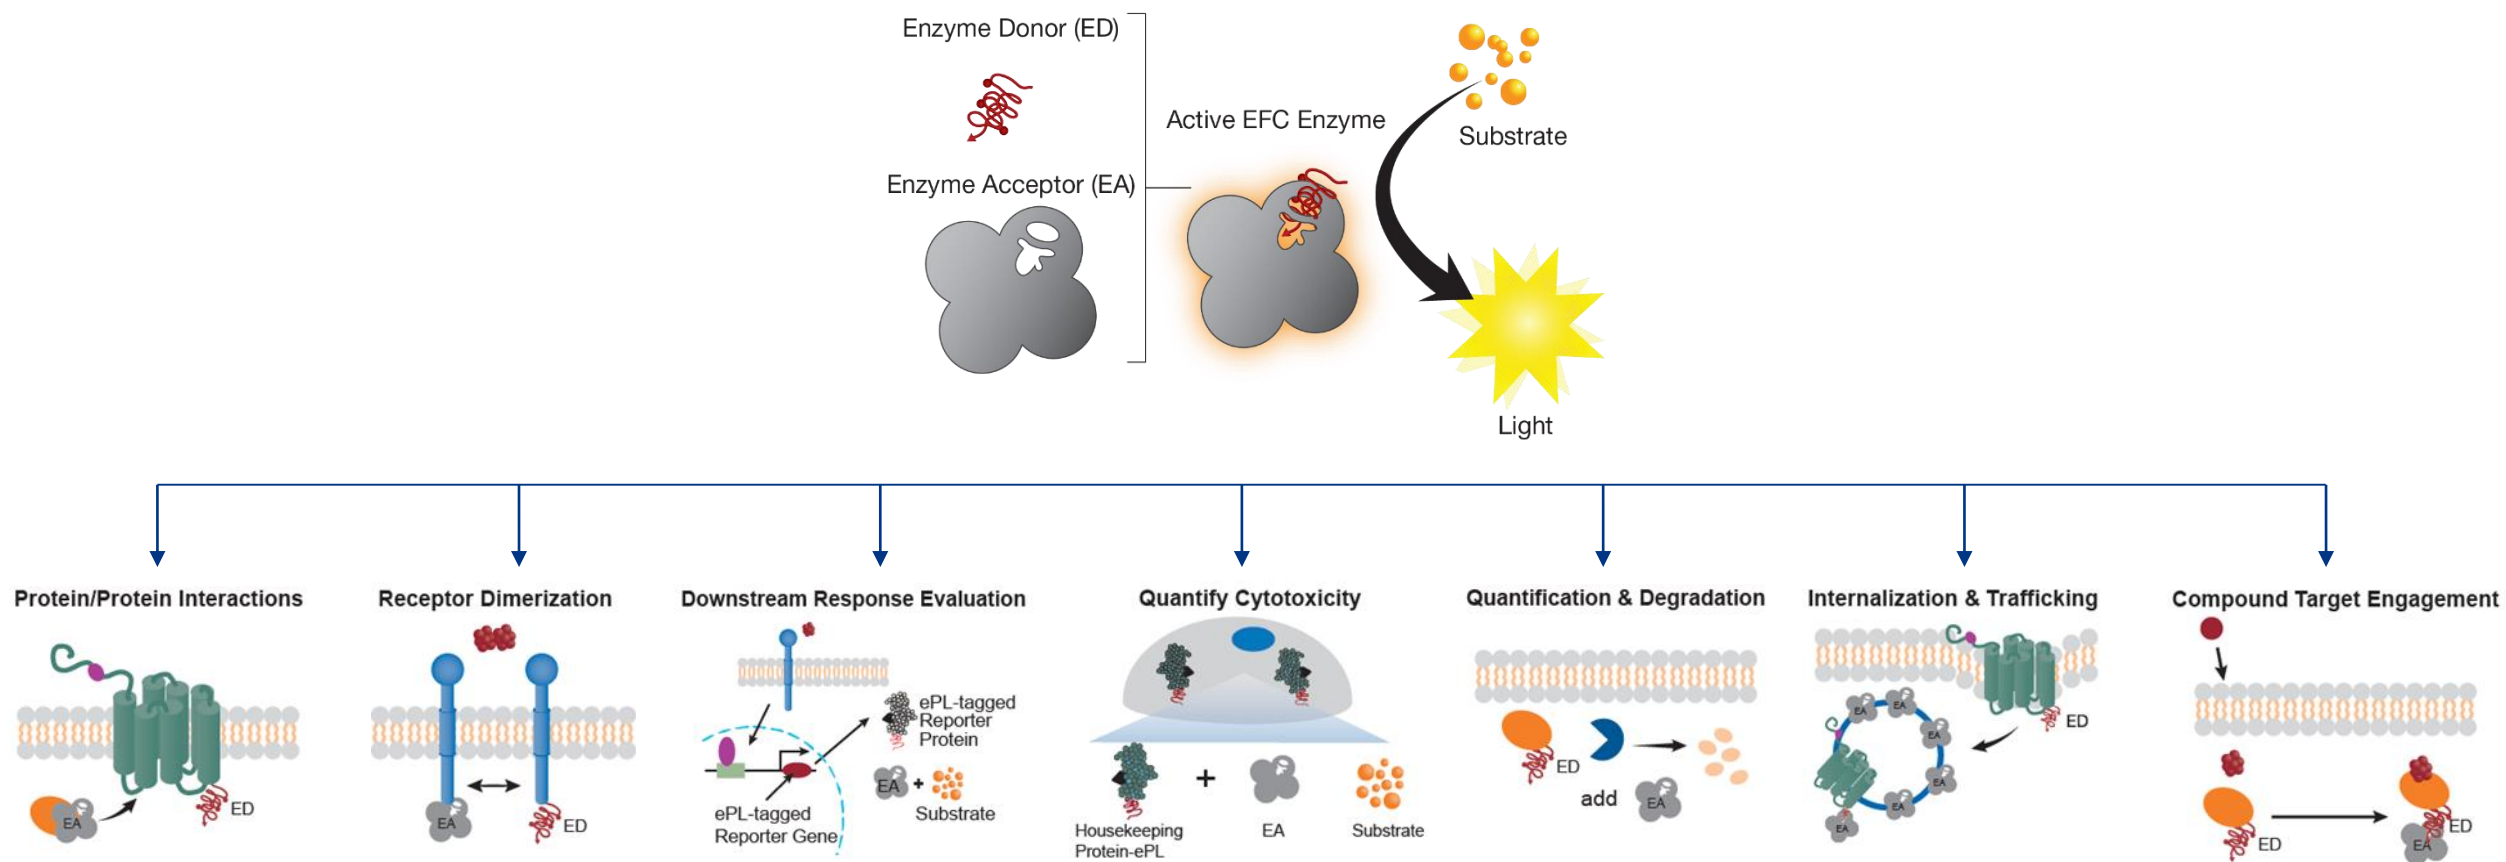 Enzyme Donor (ED)
Enzyme Acceptor (EA)
Active EFC Enzyme
Substrate
Light
Protein/Protein Interactions
EA
ED
Receptor Dimerization
EA
ED
Downstream Response Evaluation
ePL-tagged
Reporter
Protein
EA
+
Substrate
ePL-tagged
Reporter Gene
Quantify Cytotoxicity
+
Housekeeping
Protein-ePL
EA
Substrate
Quantification & Degradation
ED
add
EA
Internalization & Trafficking
ED
EA
EA
EA
EA
EA
EA
Compound Target Engagement
ED
ED
EA